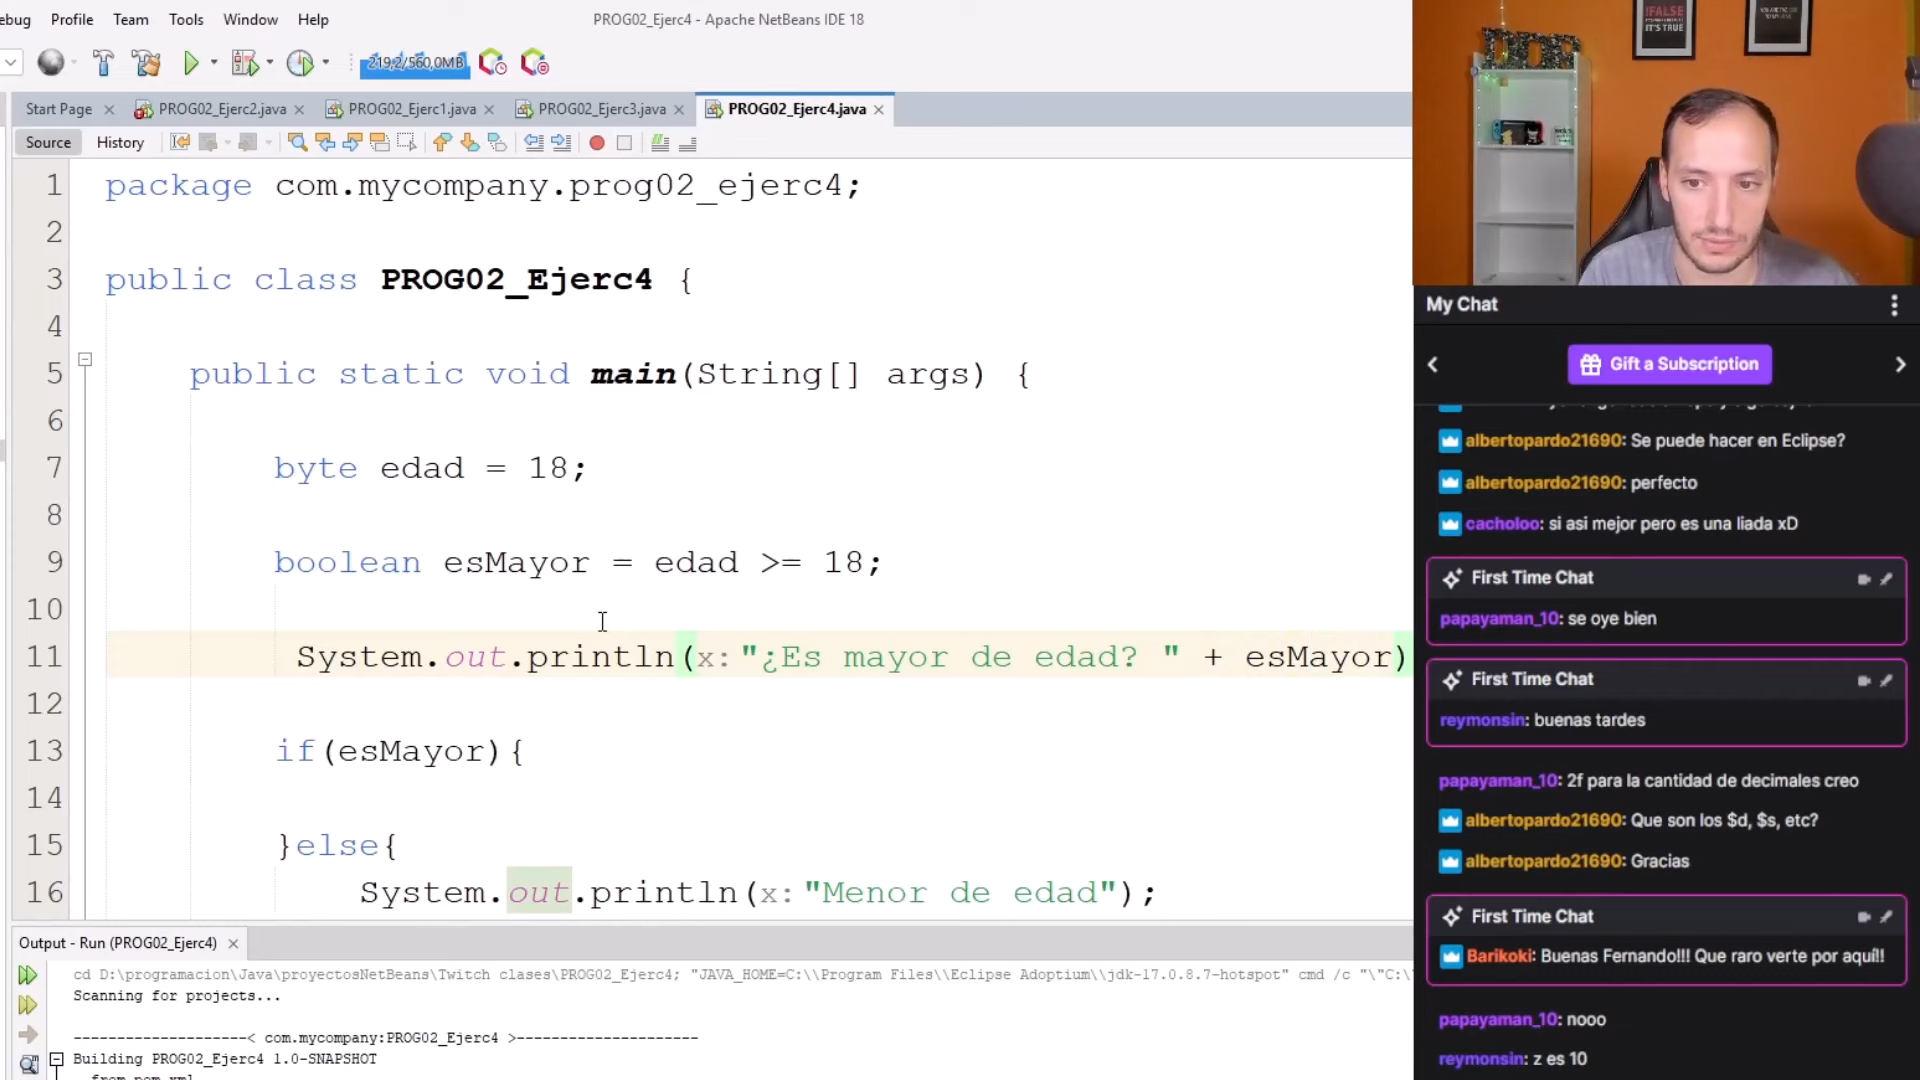 ebug Profile Team Tools Window Help
PROG02_Ejerc4 - Apache NetBeans IDE 18
219,2/560,0MB
Start Page PROG02_Ejerc2.java PROG02_Ejerc1.java PROG02_Ejerc3.java PROG02_Ejerc4.java
Source History
1 package com.mycompany.prog02_ejerc4;
2
3 public class PROG02_Ejerc4 {
4
5 public static void main(String[] args) {
6
7 byte edad = 18;
8
9 boolean esMayor = edad >= 18;
10
11 System.out.println(x:"¿Es mayor de edad? " + esMayor)
12
13 if(esMayor){
14
15 }else{
16 System.out.println(x:"Menor de edad");
Output - Run (PROG02_Ejerc4)
cd D:\programacion\Java\proyectosNetBeans\Twitch clases\PROG02_Ejerc4; "JAVA_HOME=C:\\Program Files\\Eclipse Adoptium\\jdk-17.0.8.7-hotspot" cmd /c "\"C:\
Scanning for projects...
--------------------< com.mycompany:PROG02_Ejerc4 >---------------------
Building PROG02_Ejerc4 1.0-SNAPSHOT
from pom.xml
!FALSE
IT'S TRUE
My Chat
Gift a Subscription
albertopardo21690: Se puede hacer en Eclipse?
albertopardo21690: perfecto
cacholoo: si asi mejor pero es una liada xD
First Time Chat
papayaman_10: se oye bien
First Time Chat
reymonsin: buenas tardes
papayaman_10: 2f para la cantidad de decimales creo
albertopardo21690: Que son los $d, $s, etc?
albertopardo21690: Gracias
First Time Chat
Barikoki: Buenas Fernando!!! Que raro verte por aquí!!
papayaman_10: nooo
reymonsin: z es 10